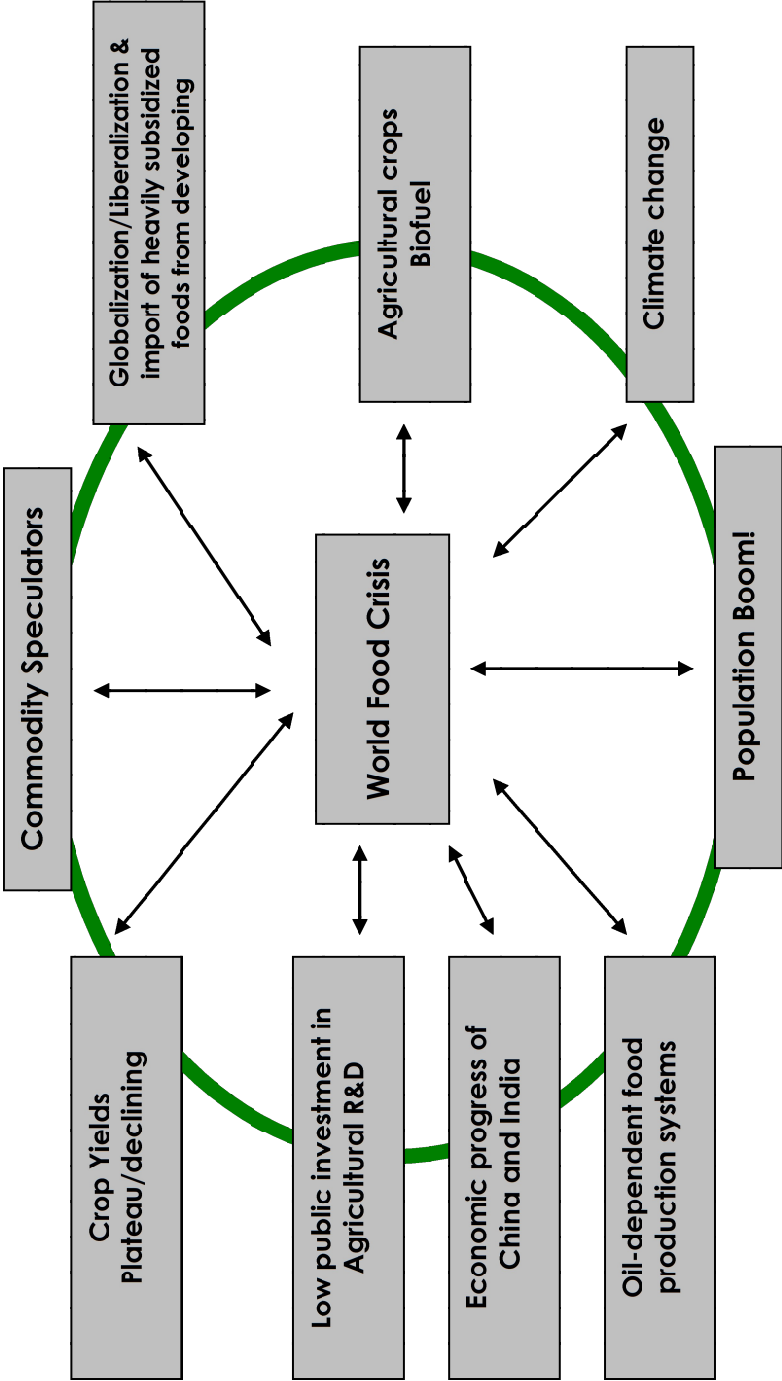 Commodity Speculators
Crop Yields
Plateau/declining
Globalization/Liberalization &
import of heavily subsidized
foods from developing
Low public investment in
Agricultural R&D
World Food Crisis
Agricultural crops
Biofuel
Economic progress of
China and India
Oil-dependent food
production systems
Climate change
Population Boom!